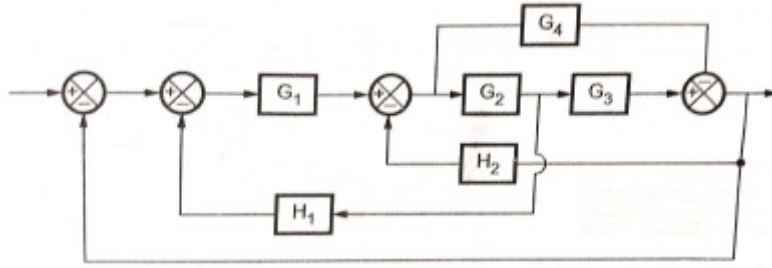 G4
+ − + − G1 + − G2 G3 + −
H2
H1